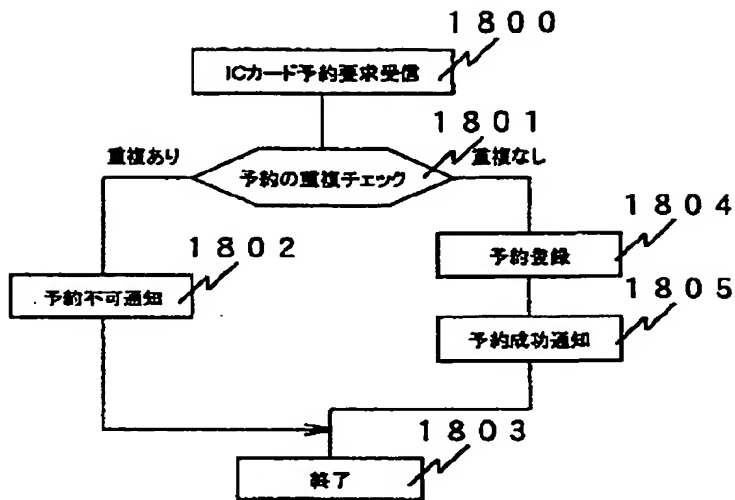 1800
ICカード予約要求受信
1801
重複あり
重複なし
予約の重複チェック
1804
予約登録
1802
予約不可通知
1805
予約成功通知
1803
終了